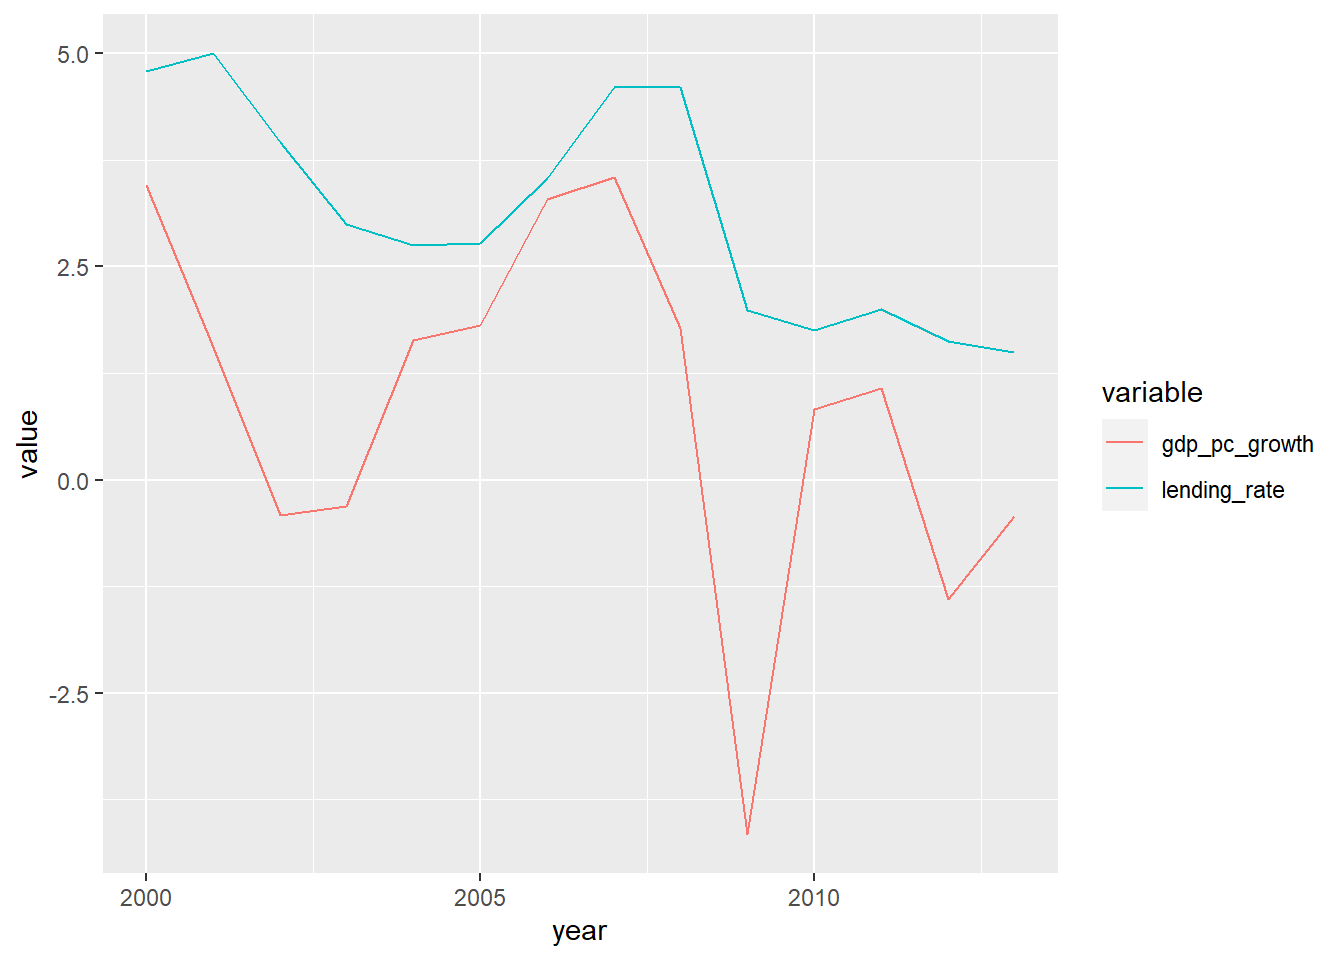 5.0
2.5
0.0
-2.5
value
2000
2005
2010
year
variable
gdp_pc_growth
lending_rate